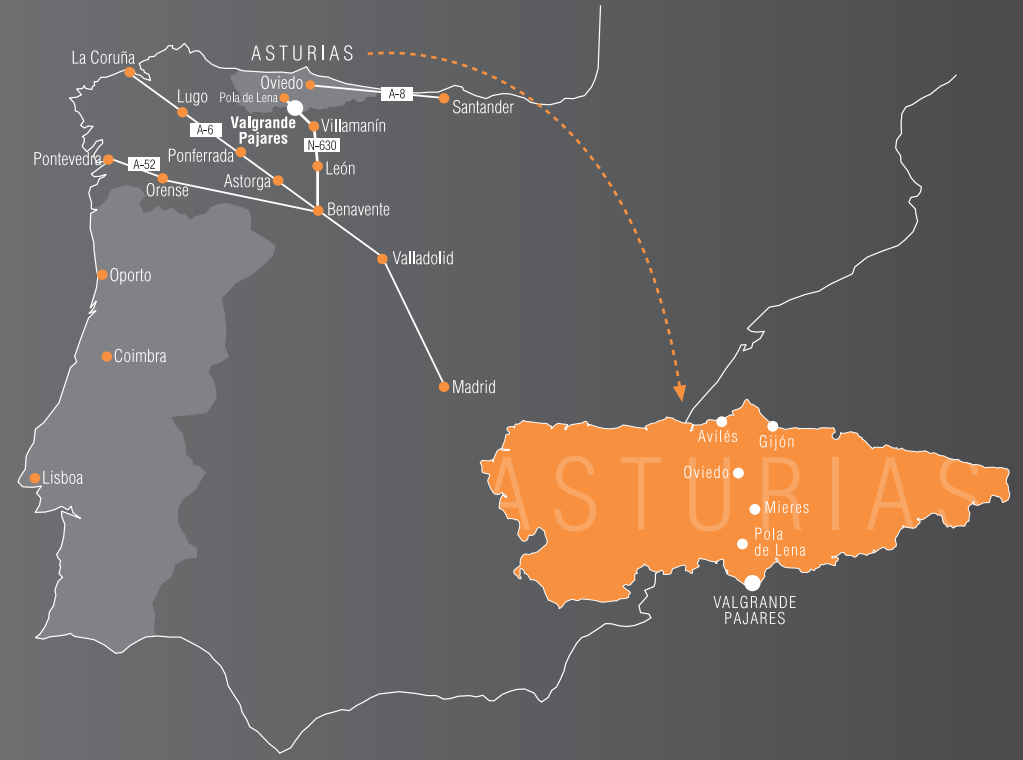 ASTURIAS
La Coruña
Oviedo
Pola de Lena
A-8
Santander
Lugo
A-6
Valgrande
Pajares
Villamanín
N-630
Pontevedra
A-52
Ponferrada
León
Orense
Astorga
Benavente
Valladolid
Oporto
Coimbra
Madrid
Lisboa
ASTURIAS
Avilés
Gijón
Oviedo
Mieres
Pola
de Lena
VALGRANDE
PAJARES